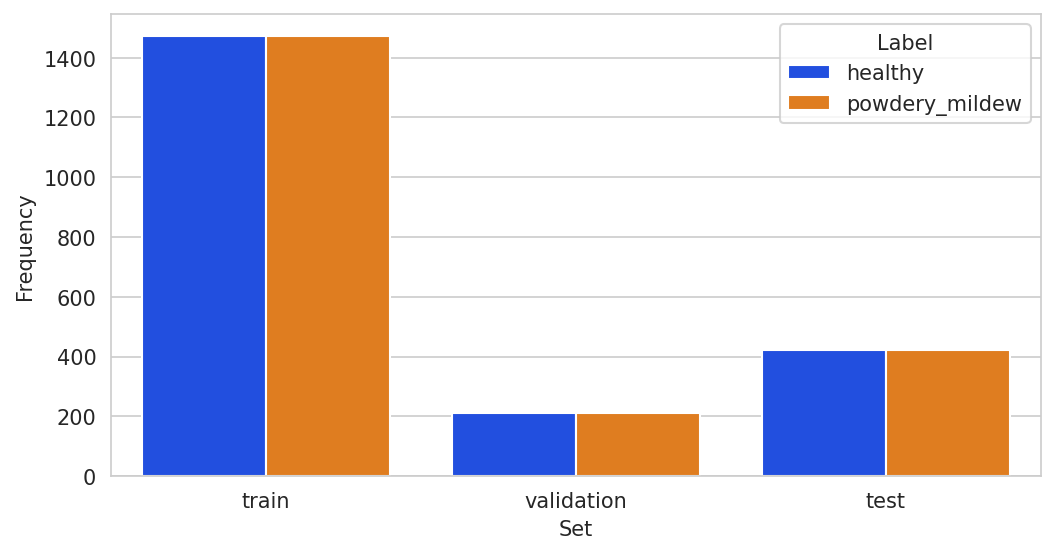 Label
healthy
powdery_mildew
Frequency
1400
1200
1000
800
600
400
200
0
train validation test
Set